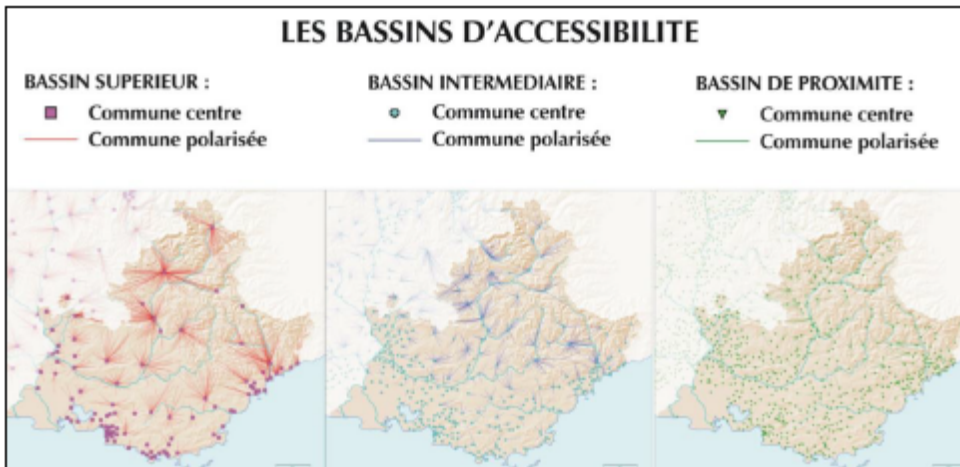 LES BASSINS D'ACCESSIBILITE
BASSIN SUPERIEUR :
Commune centre
Commune polarisée
BASSIN INTERMEDIAIRE :
Commune centre
Commune polarisée
BASSIN DE PROXIMITE :
Commune centre
Commune polarisée